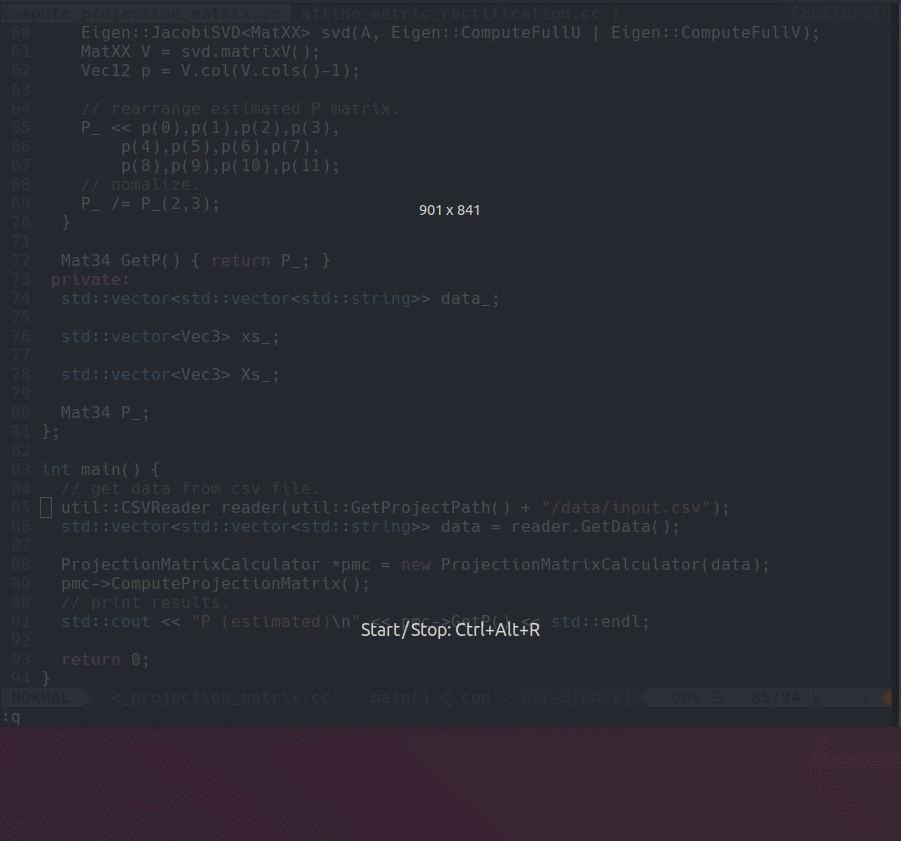 compute_projection_matrix.cc  affine_metric_rectification.cc | [buffers]
60     Eigen::JacobiSVD<MatXX> svd(A, Eigen::ComputeFullU | Eigen::ComputeFullV);
61     MatXX V = svd.matrixV();
62     Vec12 p = V.col(V.cols()-1);
63
64     // rearrange estimated P matrix.
65     P_ << p(0),p(1),p(2),p(3),
66         p(4),p(5),p(6),p(7),
67         p(8),p(9),p(10),p(11);
68     // nomalize.
69     P_ /= P_(2,3);
901 x 841
70   }
71
72   Mat34 GetP() { return P_; }
73  private:
74   std::vector<std::vector<std::string>> data_;
75
76   std::vector<Vec3> xs_;
77
78   std::vector<Vec3> Xs_;
79
80   Mat34 P_;
81 };
82
83 int main() {
84   // get data from csv file.
85   util::CSVReader reader(util::GetProjectPath() + "/data/input.csv");
86   std::vector<std::vector<std::string>> data = reader.GetData();
87
88   ProjectionMatrixCalculator *pmc = new ProjectionMatrixCalculator(data);
89   pmc->ComputeProjectionMatrix();
90   // print results.
91   std::cout << "P (estimated)\n" << pmc->GetP() << std::endl;
Start/Stop: Ctrl+Alt+R
92
93   return 0;
94 }
NORMAL  <_projection_matrix.cc  main() < cpp  utf-8[unix]  90%  85/94  :  1
:q